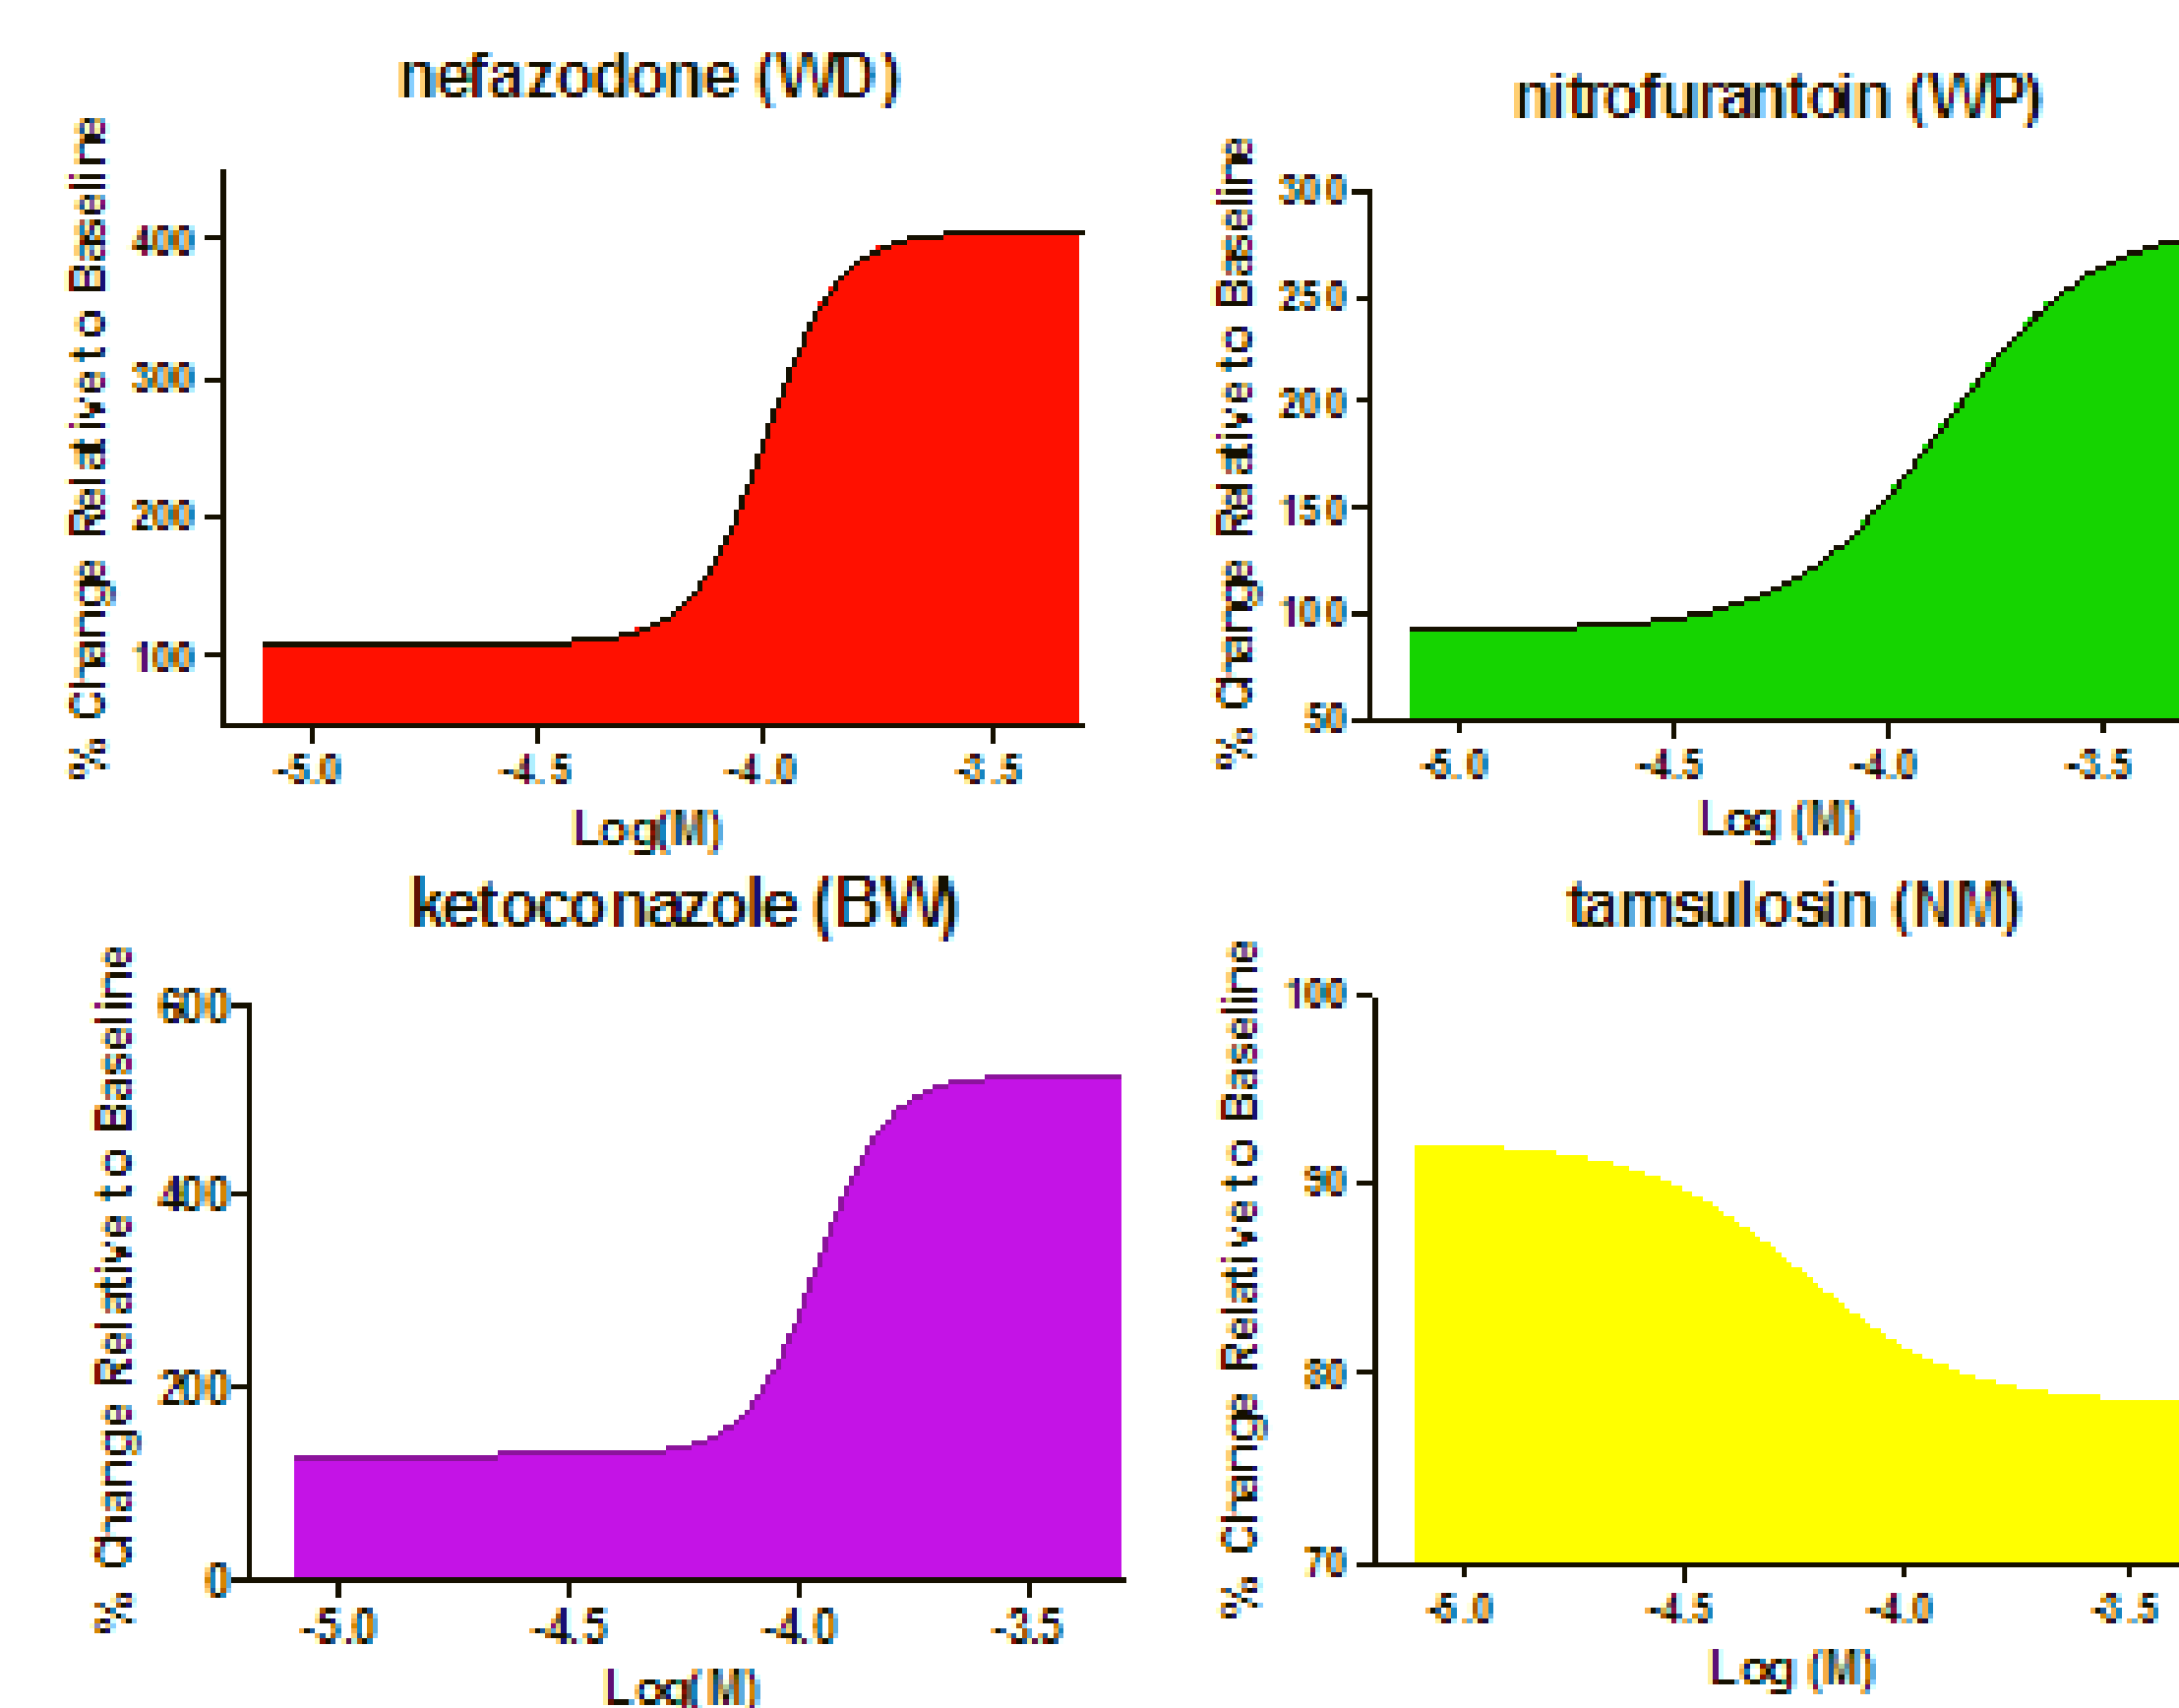 nefazodone (WD)
% Change Relative to Baseline
400
300
200
100
-5.0 -4.5 -4.0 -3.5
Log(M)
nitrofurantoin (WP)
% Change Relative to Baseline
300
250
200
150
100
50
-5.0 -4.5 -4.0 -3.5
Log (M)
ketoconazole (BW)
% Change Relative to Baseline
600
400
200
0
-5.0 -4.5 -4.0 -3.5
Log(M)
tamsulosin (NM)
% Change Relative to Baseline
100
90
80
70
-5.0 -4.5 -4.0 -3.5
Log (M)